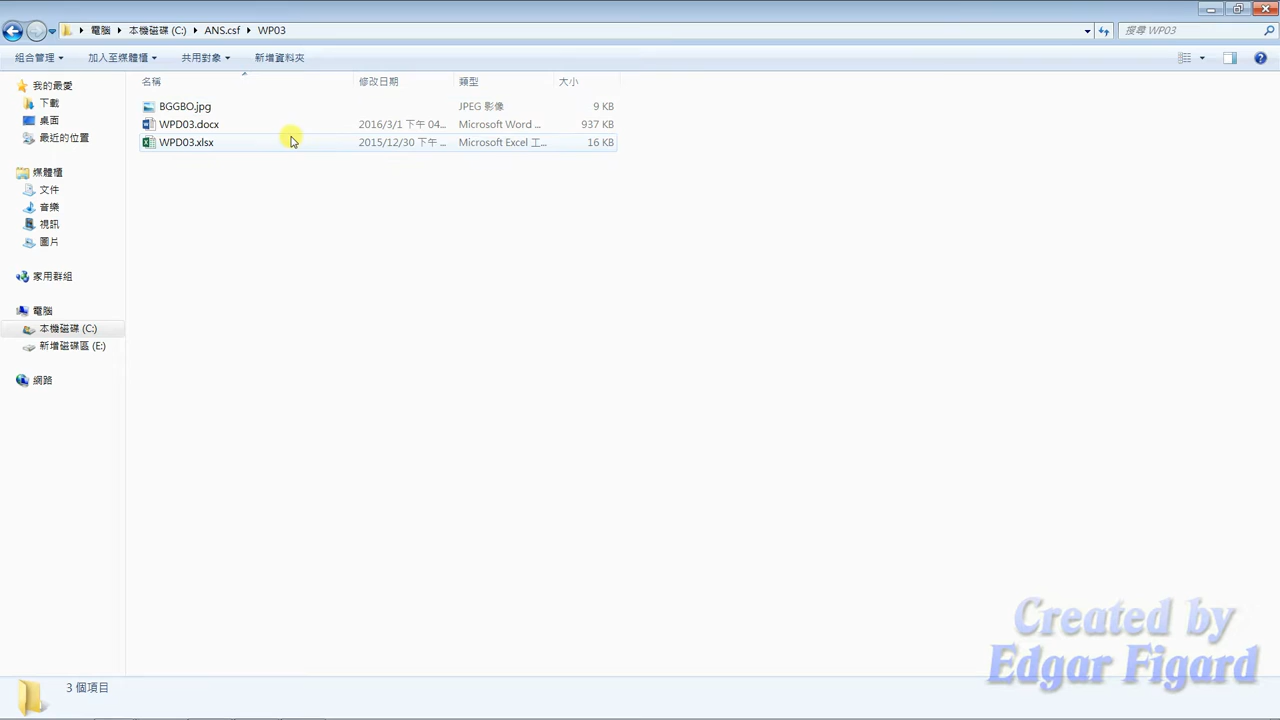 電腦 本機磁碟 (C:) ANS.csf WP03 搜尋 WP03
組合管理 加入至媒體櫃 共用對象 新增資料夾
名稱 修改日期 類型 大小
BGGBO.jpg JPEG 影像 9 KB
WPD03.docx 2016/3/1 下午 04... Microsoft Word ... 937 KB
WPD03.xlsx 2015/12/30 下午 ... Microsoft Excel 工... 16 KB
我的最愛
下載
桌面
最近的位置
媒體櫃
文件
音樂
視訊
圖片
家用群組
電腦
本機磁碟 (C:)
新增磁碟區 (E:)
網路
Created by
Edgar Figard
3 個項目